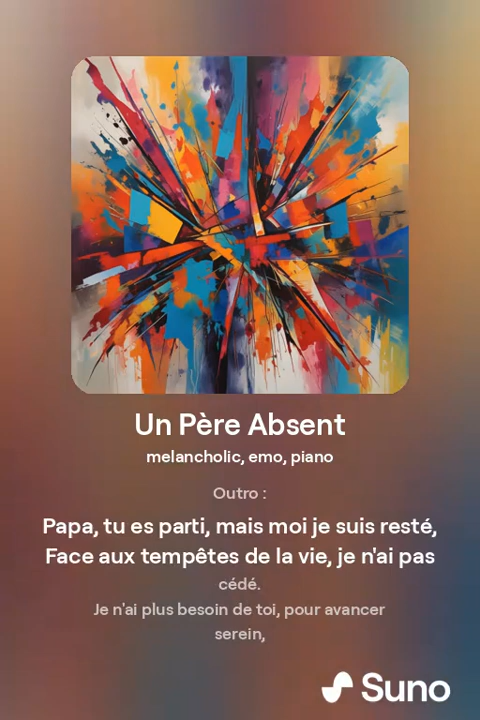 Un Père Absent
melancholic, emo, piano
Outro :
Papa, tu es parti, mais moi je suis resté,
Face aux tempêtes de la vie, je n'ai pas
cédé.
Je n'ai plus besoin de toi, pour avancer
serein,
Suno